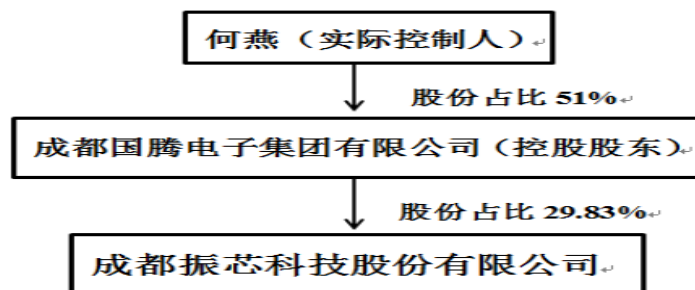 何燕（实际控制人）
股份占比 51%
成都国腾电子集团有限公司（控股股东）
股份占比 29.83%
成都振芯科技股份有限公司